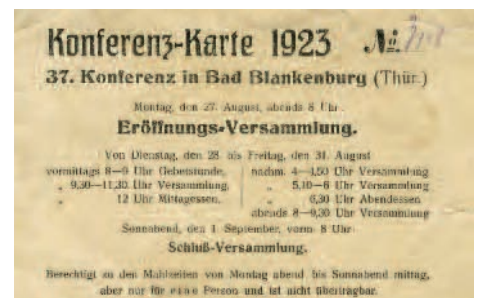 Konferenz-Karte 1923 №
37. Konferenz in Bad Blankenburg (Thür.)
Montag, den 27. August, abends 8 Uhr.
Eröffnungs-Versammlung.
Von Dienstag, den 28. bis Freitag, den 31. August
vormittags 8—9 Uhr Gebetstunde, nachm. 4—4,50 Uhr Versammlung
„ 9,30—11,30 Uhr Versammlung, „ 5,10—6 Uhr Versammlung
„ 12 Uhr Mittagessen. „ 6,30 Uhr Abendessen
abends 8—9,30 Uhr Versammlung
Sonnabend, den 1. September, vorm. 8 Uhr
Schluß-Versammlung.
Berechtigt zu den Mahlzeiten von Montag abend bis Sonnabend mittag,
aber nur für eine Person und ist nicht übertragbar.